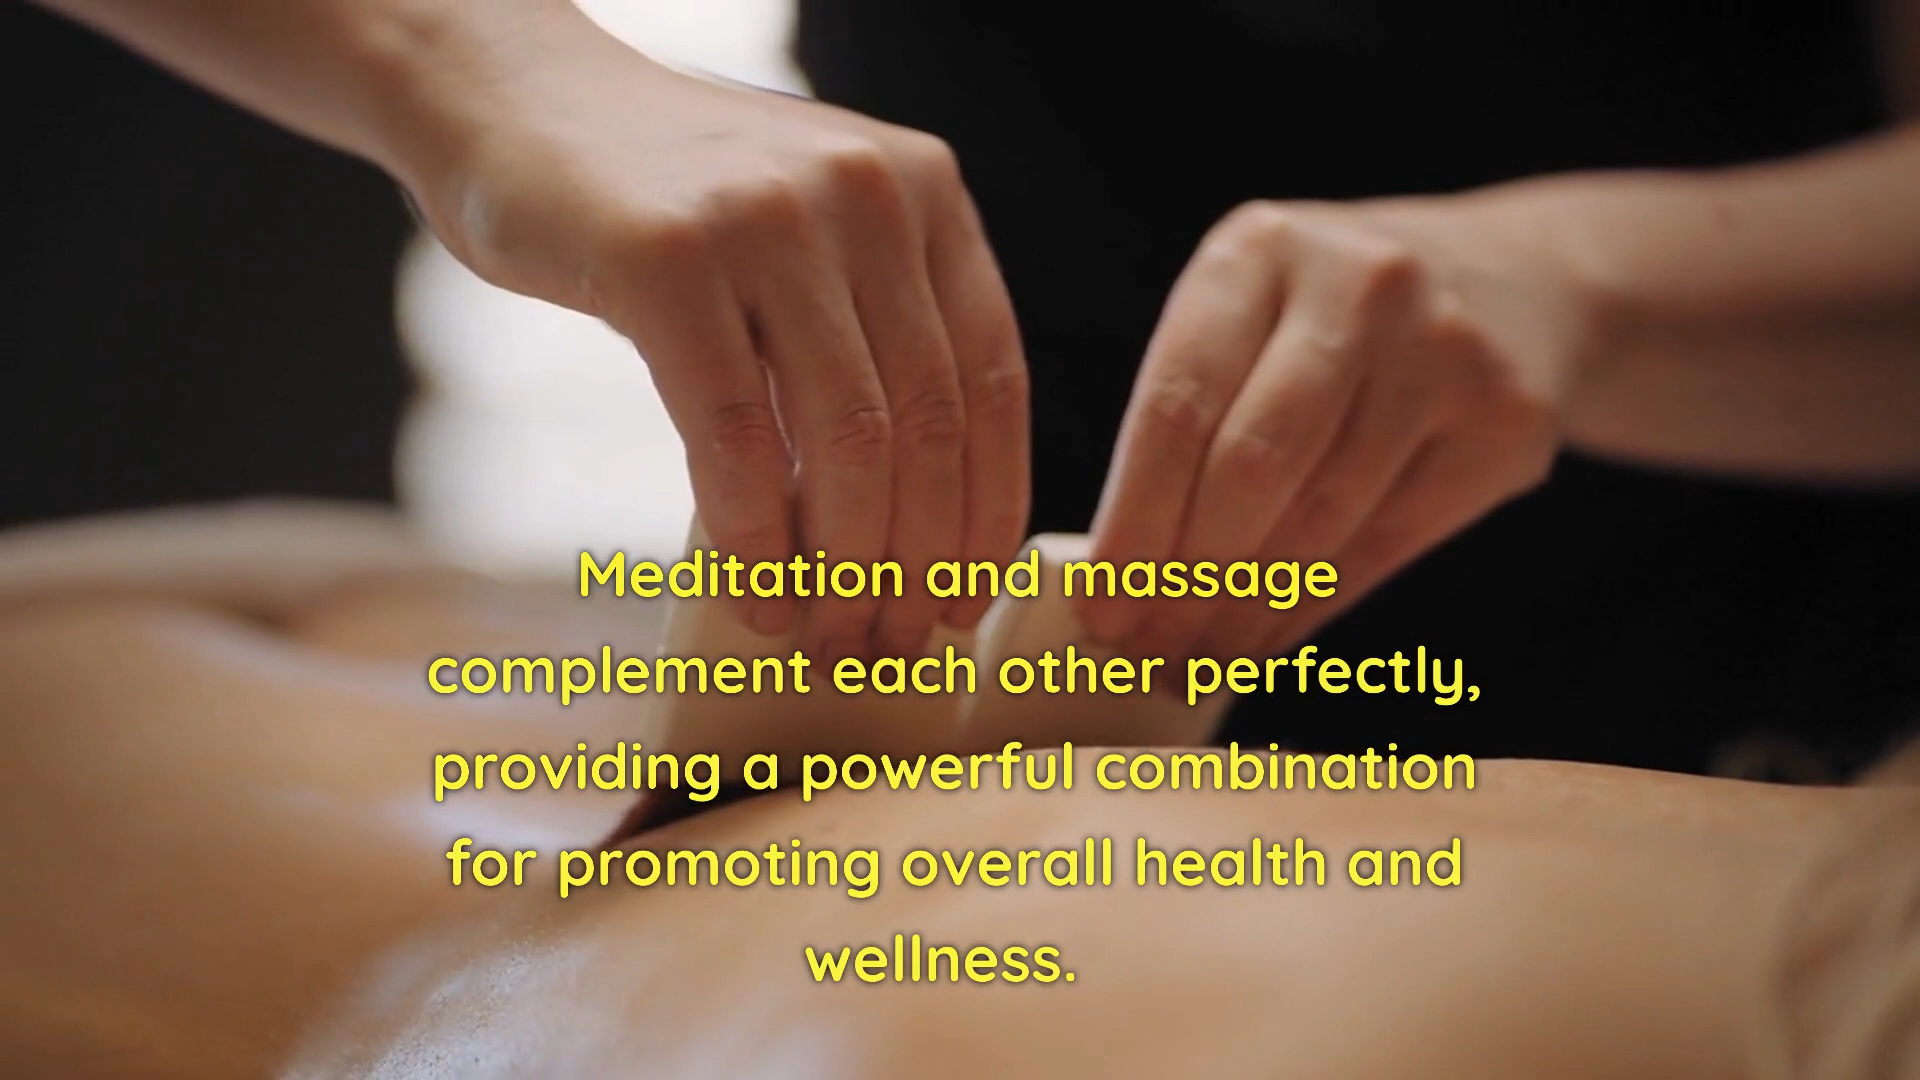 Meditation and massage
complement each other perfectly,
providing a powerful combination
for promoting overall health and
wellness.